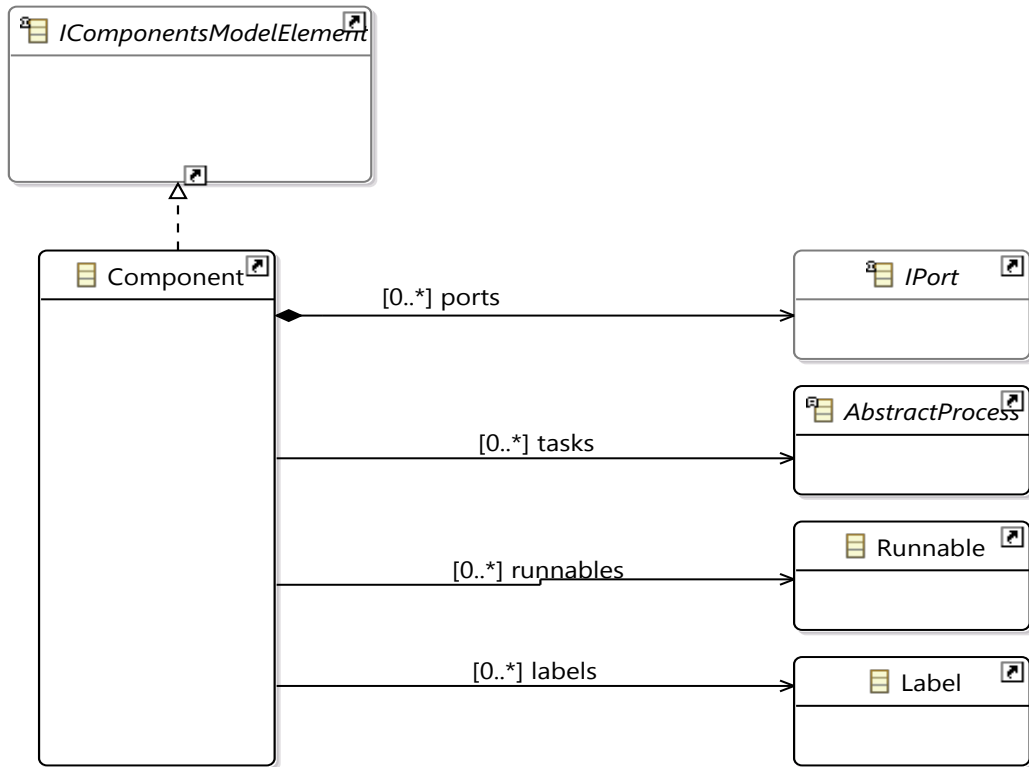 IComponentsModelElement
Component
[0..*] ports
IPort
[0..*] tasks
AbstractProcess
[0..*] runnables
Runnable
[0..*] labels
Label